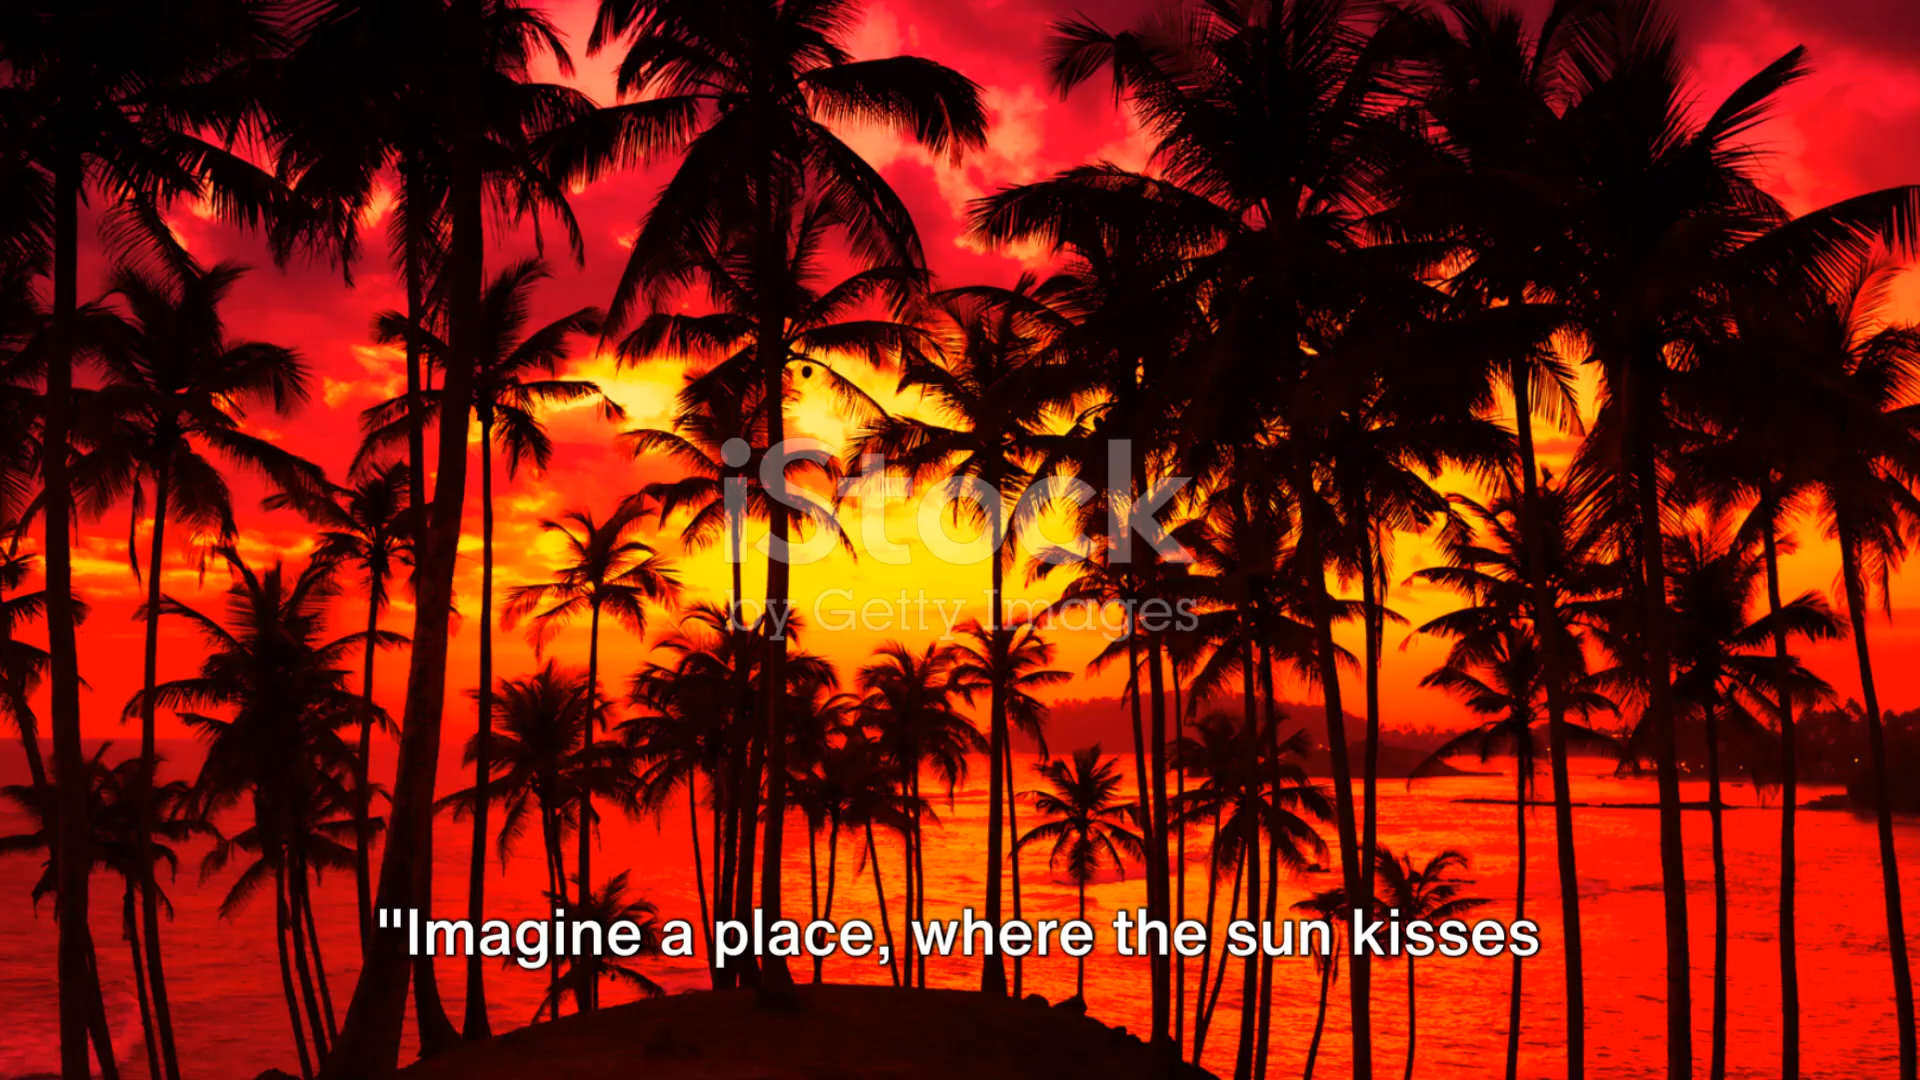 iStock
by Getty Images
"Imagine a place, where the sun kisses